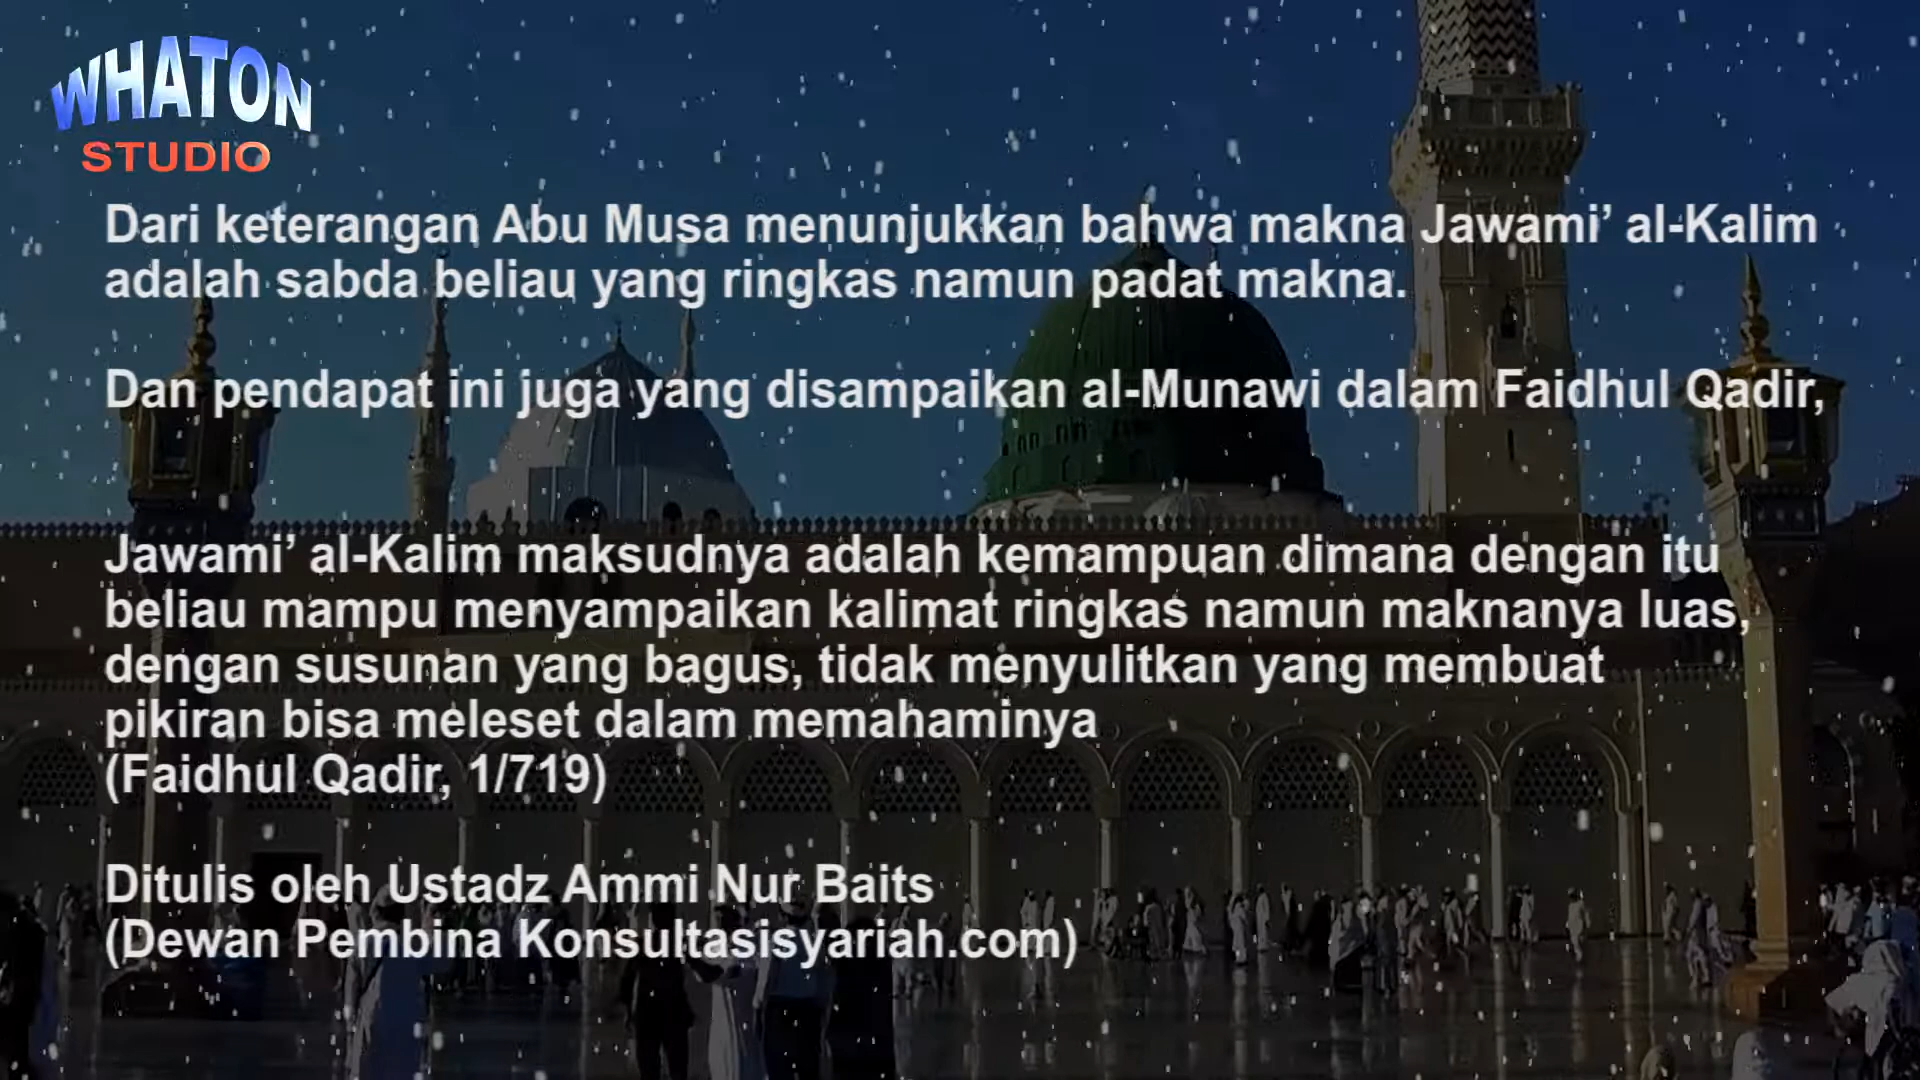 WHATON
STUDIO
Dari keterangan Abu Musa menunjukkan bahwa makna Jawami’ al-Kalim
adalah sabda beliau yang ringkas namun padat makna.
Dan pendapat ini juga yang disampaikan al-Munawi dalam Faidhul Qadir,
Jawami’ al-Kalim maksudnya adalah kemampuan dimana dengan itu
beliau mampu menyampaikan kalimat ringkas namun maknanya luas,
dengan susunan yang bagus, tidak menyulitkan yang membuat
pikiran bisa meleset dalam memahaminya
(Faidhul Qadir, 1/719)
Ditulis oleh Ustadz Ammi Nur Baits
(Dewan Pembina Konsultasisyariah.com)